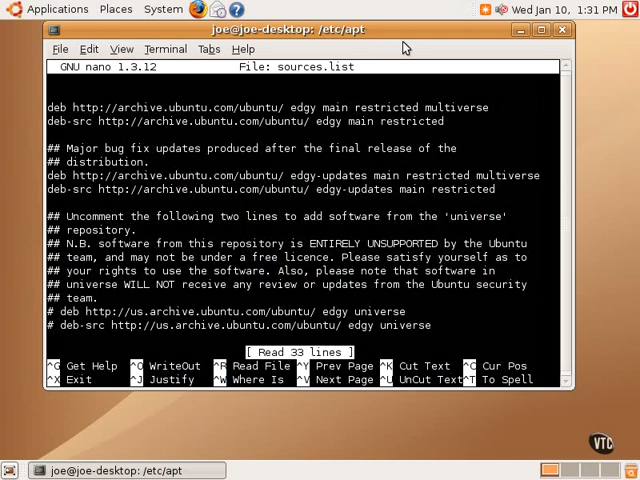 Applications Places System Wed Jan 10, 1:31 PM
joe@joe-desktop: /etc/apt
File Edit View Terminal Tabs Help
GNU nano 1.3.12 File: sources.list
deb http://archive.ubuntu.com/ubuntu/ edgy main restricted multiverse
deb-src http://archive.ubuntu.com/ubuntu/ edgy main restricted
## Major bug fix updates produced after the final release of the
## distribution.
deb http://archive.ubuntu.com/ubuntu/ edgy-updates main restricted multiverse
deb-src http://archive.ubuntu.com/ubuntu/ edgy-updates main restricted
## Uncomment the following two lines to add software from the 'universe'
## repository.
## N.B. software from this repository is ENTIRELY UNSUPPORTED by the Ubuntu
## team, and may not be under a free licence. Please satisfy yourself as to
## your rights to use the software. Also, please note that software in
## universe WILL NOT receive any review or updates from the Ubuntu security
## team.
# deb http://us.archive.ubuntu.com/ubuntu/ edgy universe
# deb-src http://us.archive.ubuntu.com/ubuntu/ edgy universe
[ Read 33 lines ]
^G Get Help ^O WriteOut ^R Read File ^Y Prev Page ^K Cut Text ^C Cur Pos
^X Exit ^J Justify ^W Where Is ^V Next Page ^U UnCut Text ^T To Spell
VTC
joe@joe-desktop: /etc/apt